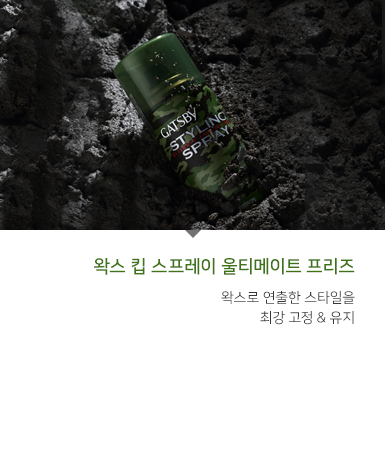 GATSBY
STYLING
SPRAY
왁스 킵 스프레이 울티메이트 프리즈
왁스로 연출한 스타일을
최강 고정 & 유지